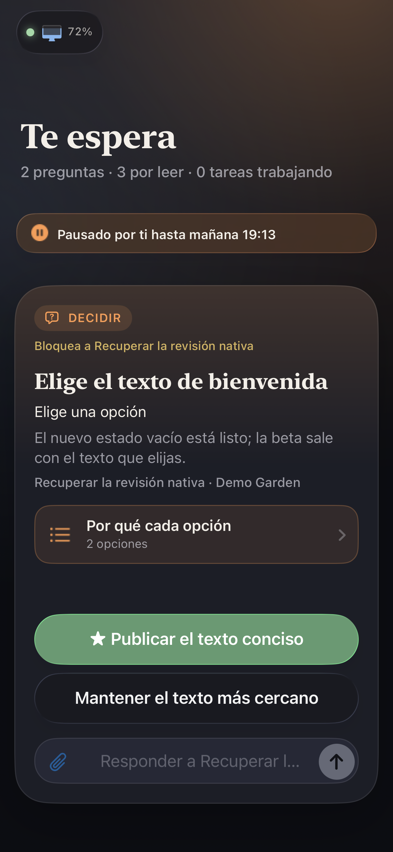 72%
Te espera
2 preguntas · 3 por leer · 0 tareas trabajando
Pausado por ti hasta mañana 19:13
DECIDIR
Bloquea a Recuperar la revisión nativa
Elige el texto de bienvenida
Elige una opción
El nuevo estado vacío está listo; la beta sale
con el texto que elijas.
Recuperar la revisión nativa · Demo Garden
Por qué cada opción
2 opciones
★ Publicar el texto conciso
Mantener el texto más cercano
Responder a Recuperar l...